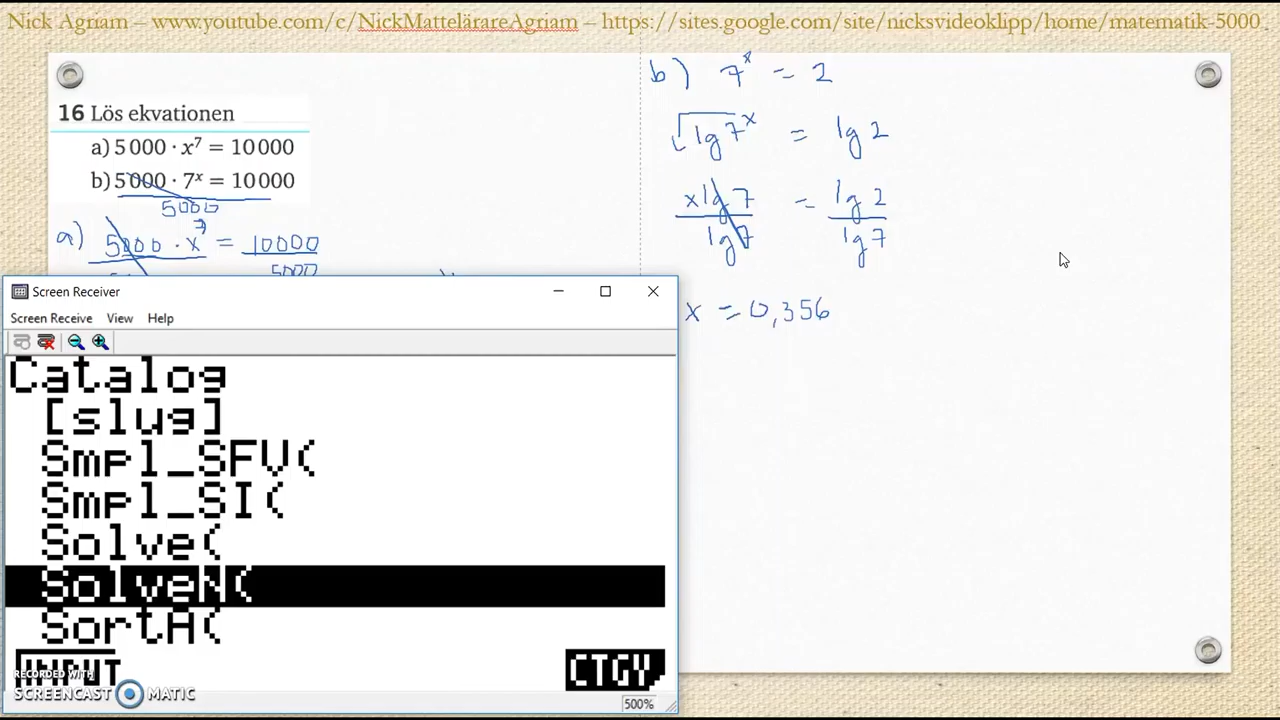 Nick Agriam – www.youtube.com/c/NickMattelärareAgriam – https://sites.google.com/site/nicksvideoklipp/home/matematik-5000
16 Lös ekvationen
a) 5 000 · x⁷ = 10 000
b) 5 000 · 7ˣ = 10 000
5000
a) 5000 · x⁷ = 10000
5000
b) 7ˣ = 2
lg 7ˣ = lg 2
x lg 7 = lg 2
lg 7 lg 7
x ≈ 0,356
Screen Receiver
Screen Receive View Help
Catalog
[slug]
Smpl_SFV(
Smpl_SI(
Solve(
SolveN(
SortA(
INPUT CTGY
RECORDED WITH
SCREENCAST MATIC
500%